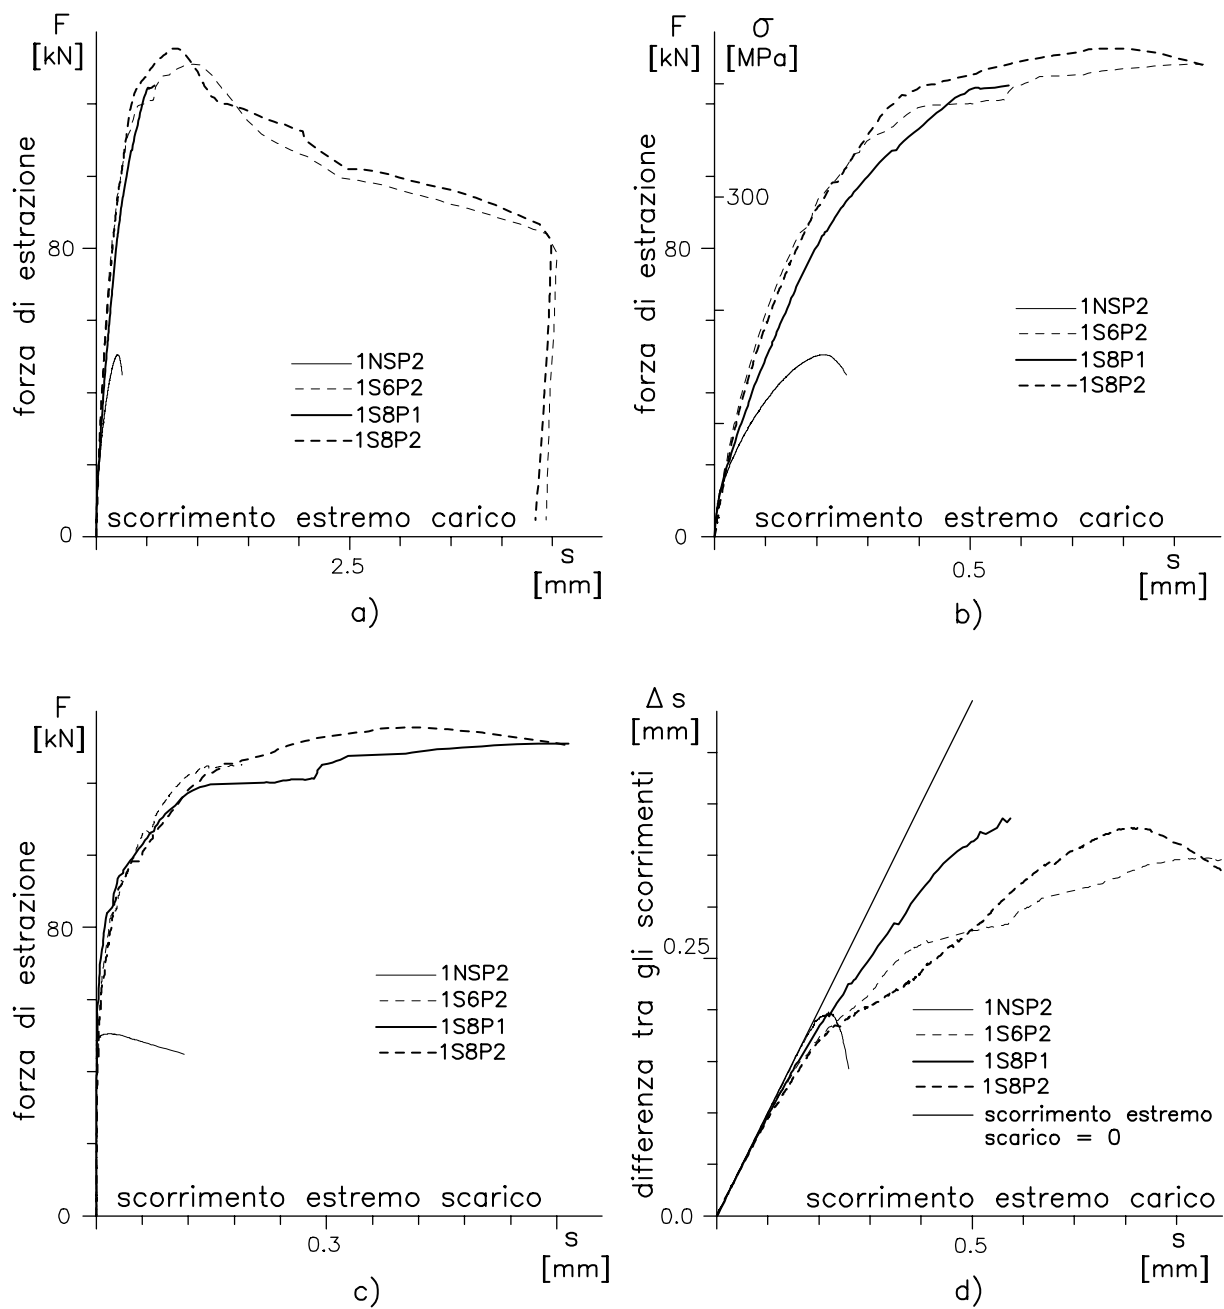 F
[kN]
forza di estrazione
80
0
1NSP2
1S6P2
1S8P1
1S8P2
scorrimento estremo carico
2.5
s
[mm]
a)
F σ
[kN] [MPa]
forza di estrazione
300
80
0
1NSP2
1S6P2
1S8P1
1S8P2
scorrimento estremo carico
0.5
s
[mm]
b)
F
[kN]
forza di estrazione
80
0
1NSP2
1S6P2
1S8P1
1S8P2
scorrimento estremo scarico
0.3
s
[mm]
c)
Δ s
[mm]
differenza tra gli scorrimenti
0.25
0.0
1NSP2
1S6P2
1S8P1
1S8P2
scorrimento estremo
scarico = 0
scorrimento estremo carico
0.5
s
[mm]
d)